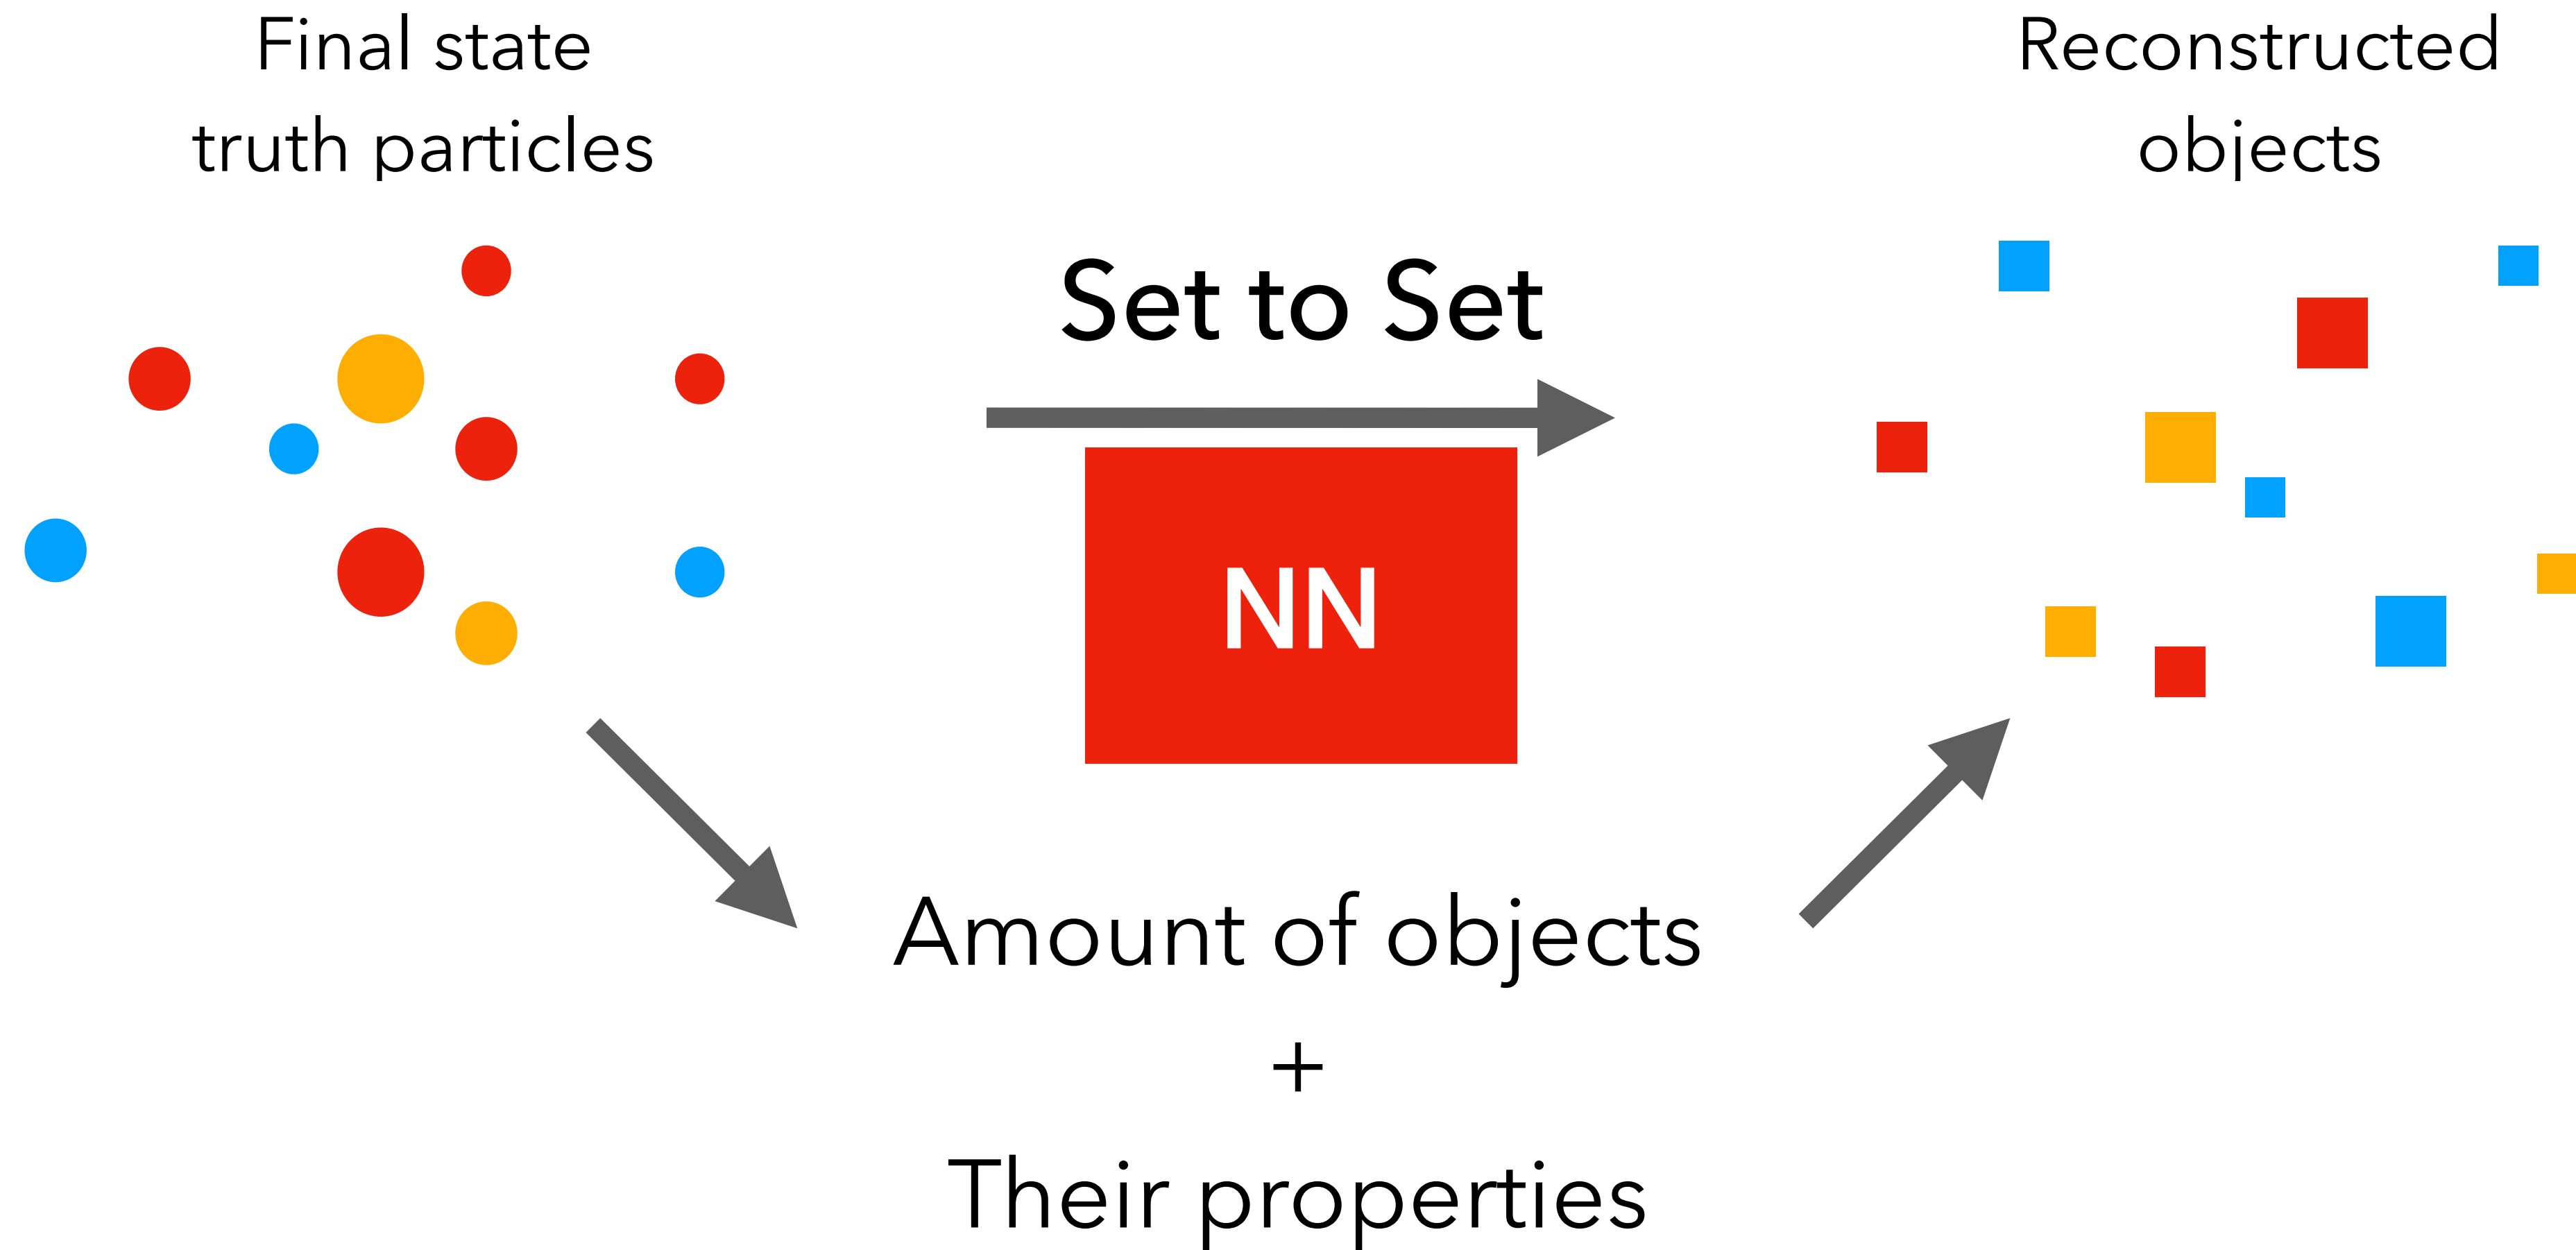 Final state
truth particles
Reconstructed
objects
Set to Set
NN
Amount of objects
+
Their properties